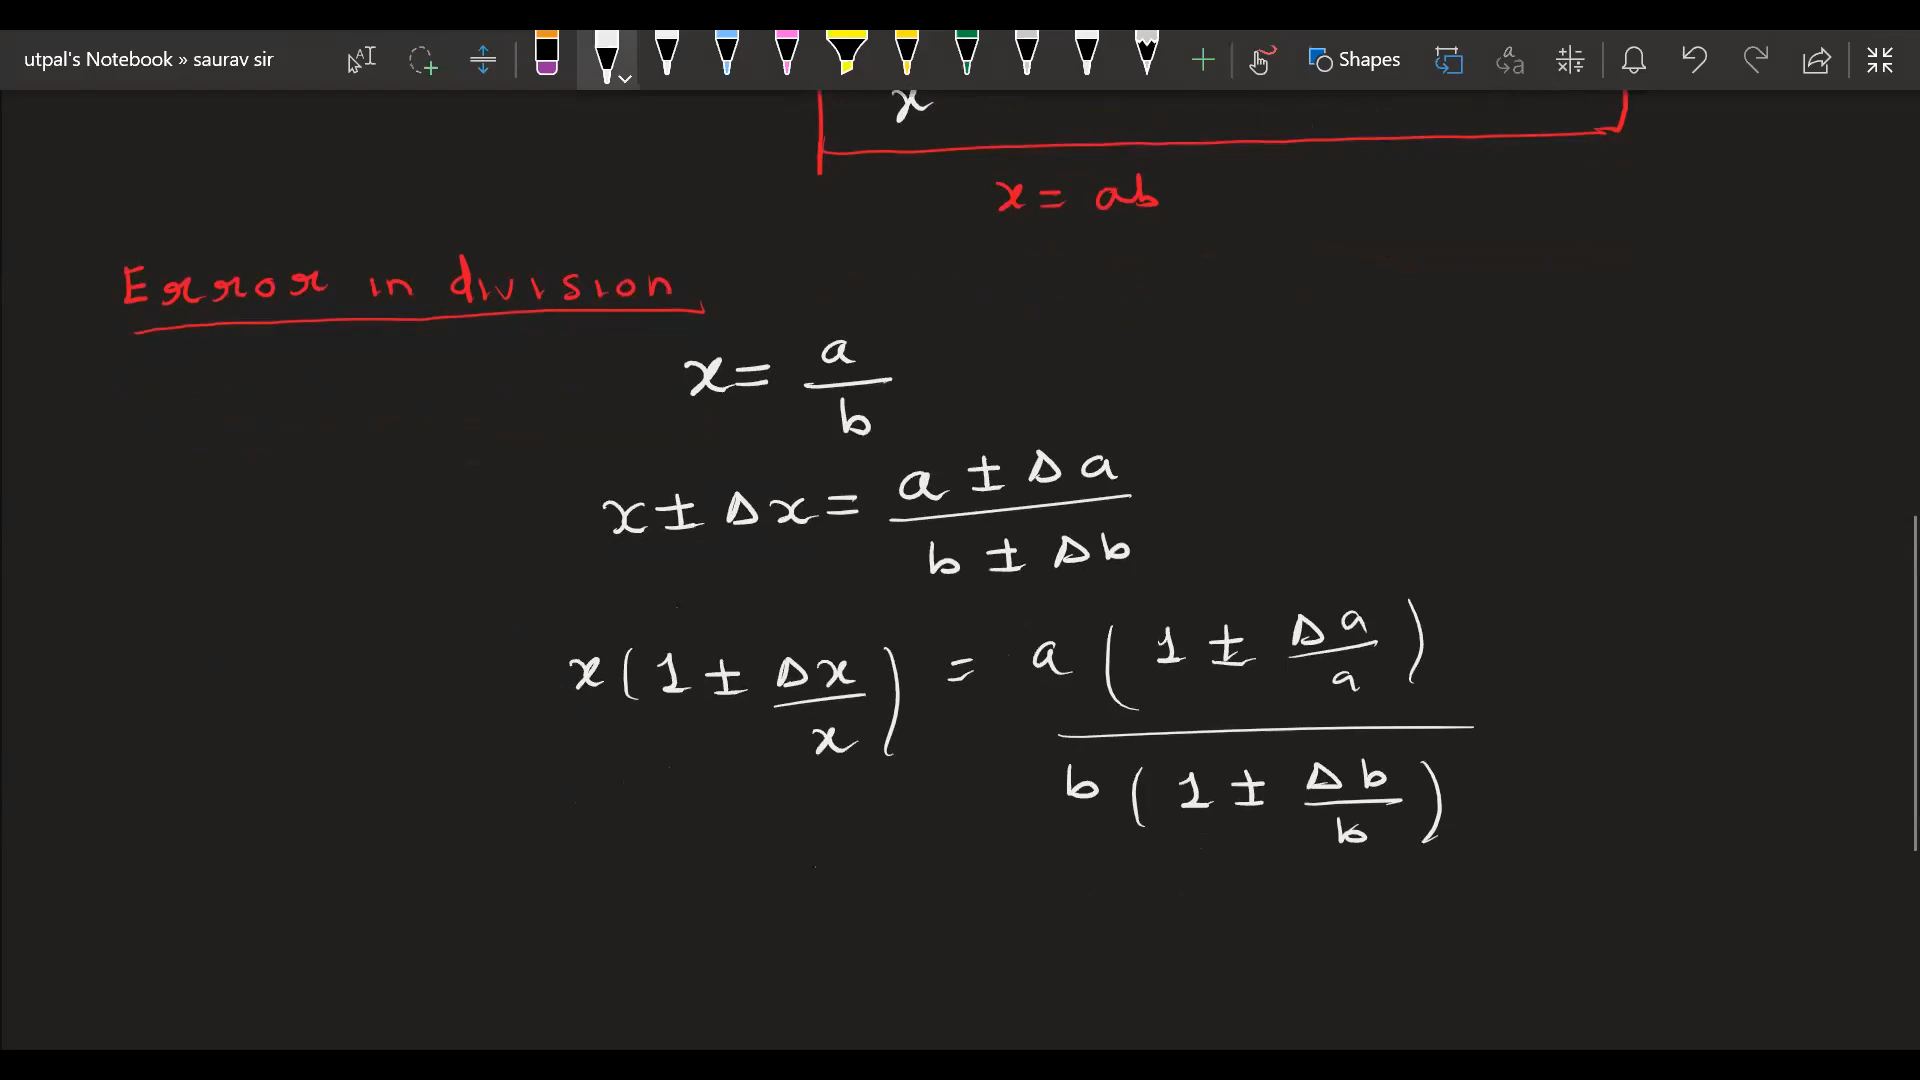 utpal's Notebook » saurav sir
Shapes
x
x = ab
Error in division
x = a/b
x ± Δx = (a ± Δa)/(b ± Δb)
x(1 ± Δx/x) = a(1 ± Δa/a)/b(1 ± Δb/b)